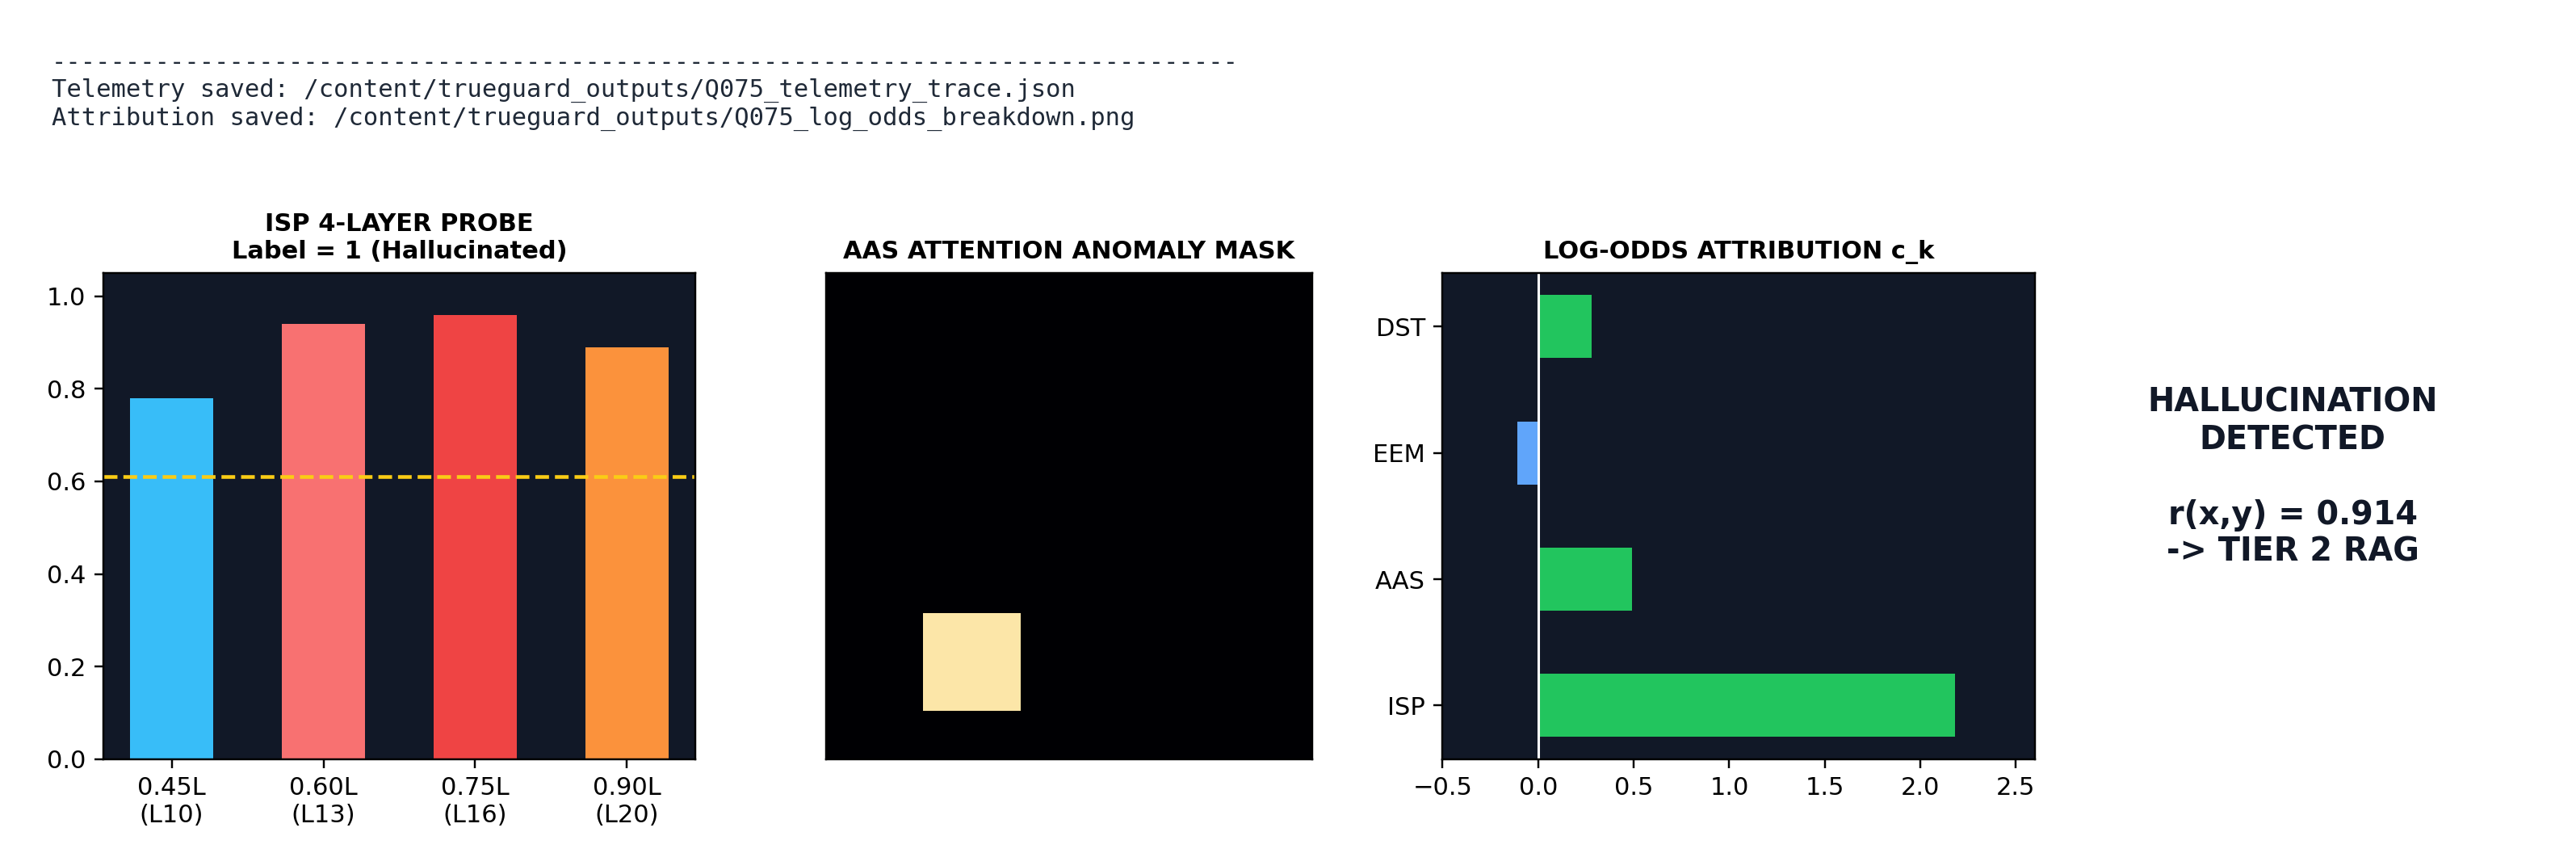 --------------------------------------------------------------------------------
Telemetry saved: /content/trueguard_outputs/Q075_telemetry_trace.json
Attribution saved: /content/trueguard_outputs/Q075_log_odds_breakdown.png
ISP 4-LAYER PROBE
Label = 1 (Hallucinated)
1.0
0.8
0.6
0.4
0.2
0.0
0.45L
(L10)
0.60L
(L13)
0.75L
(L16)
0.90L
(L20)
AAS ATTENTION ANOMALY MASK
LOG-ODDS ATTRIBUTION c_k
DST
EEM
AAS
ISP
−0.5 0.0 0.5 1.0 1.5 2.0 2.5
HALLUCINATION
DETECTED
r(x,y) = 0.914
-> TIER 2 RAG